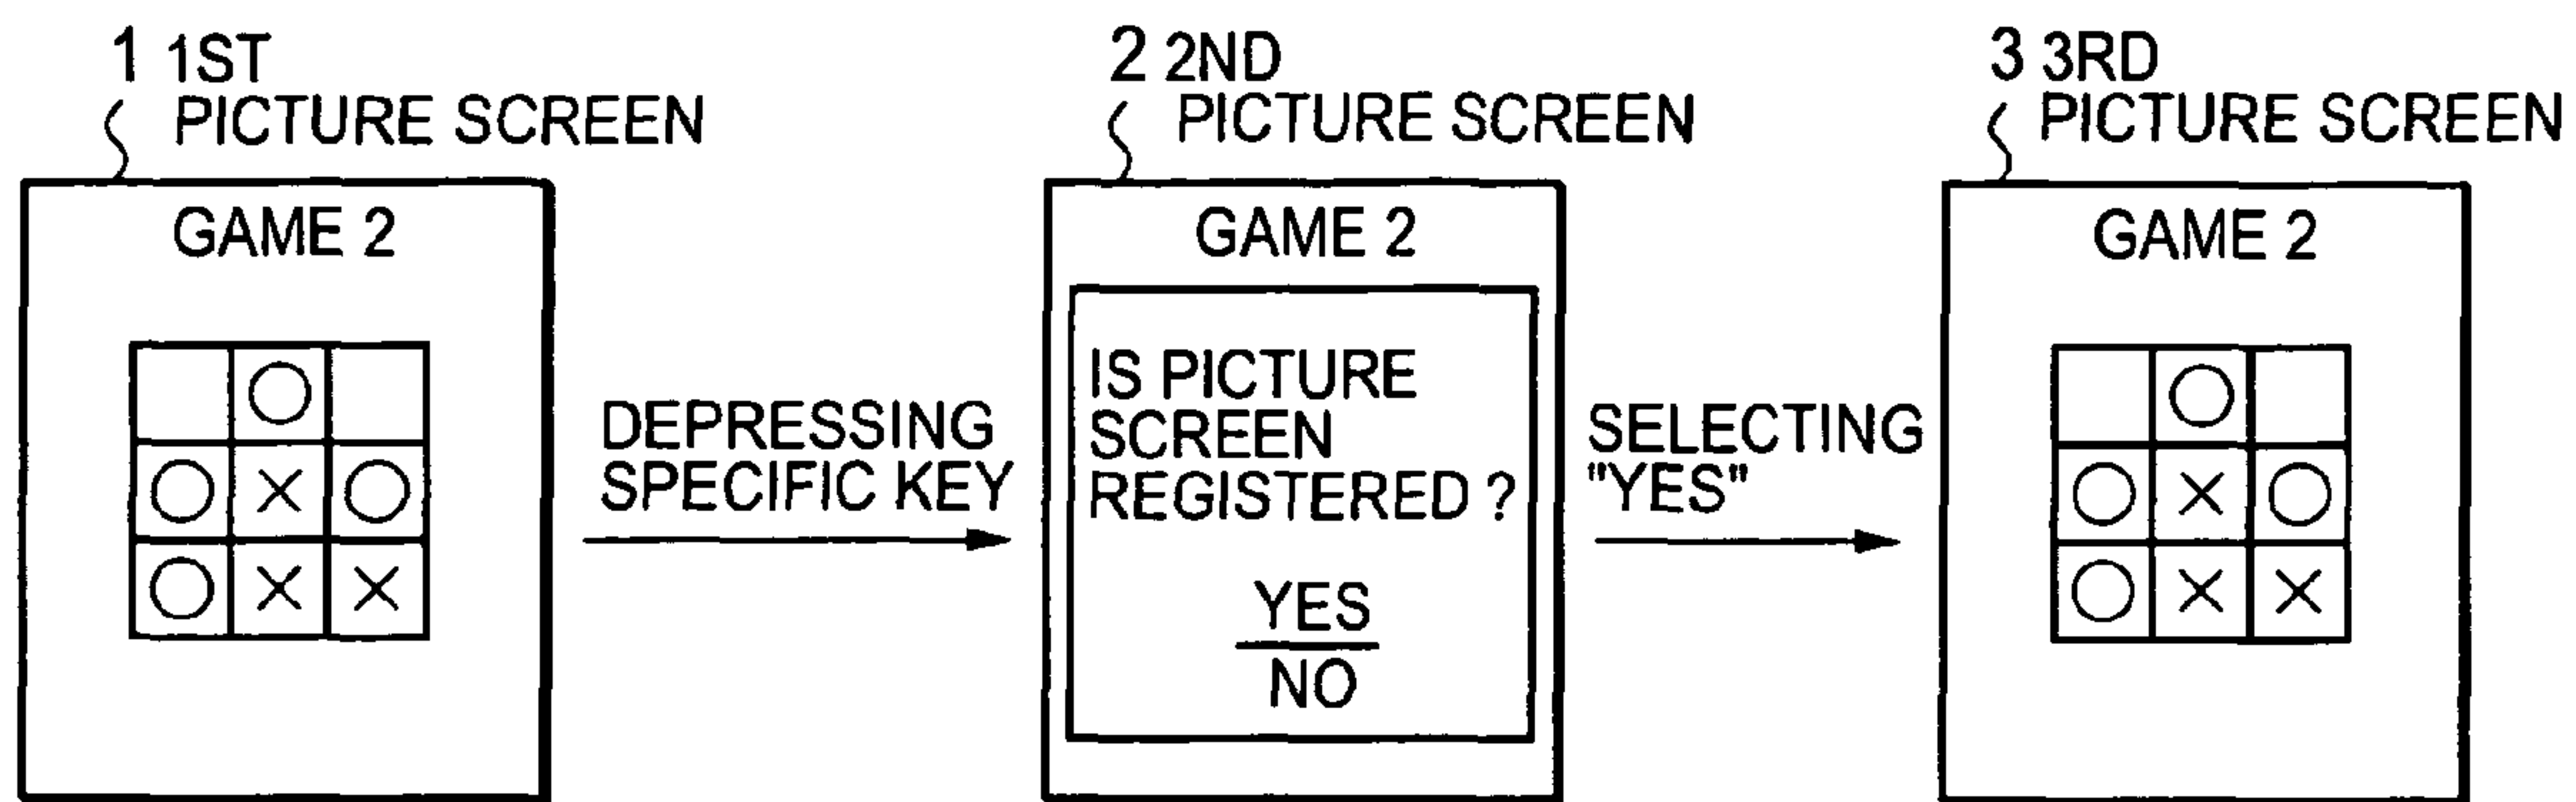 1 1ST
PICTURE SCREEN
GAME 2
DEPRESSING
SPECIFIC KEY
2 2ND
PICTURE SCREEN
GAME 2
IS PICTURE
SCREEN
REGISTERED ?
YES
NO
SELECTING
"YES"
3 3RD
PICTURE SCREEN
GAME 2